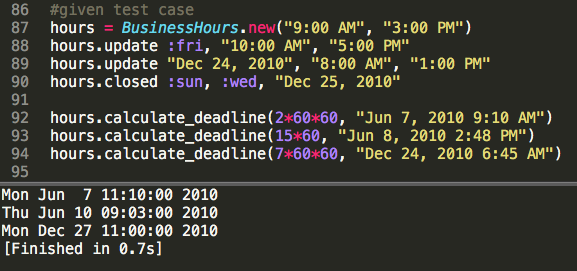 86 #given test case
87 hours = BusinessHours.new("9:00 AM", "3:00 PM")
88 hours.update :fri, "10:00 AM", "5:00 PM"
89 hours.update "Dec 24, 2010", "8:00 AM", "1:00 PM"
90 hours.closed :sun, :wed, "Dec 25, 2010"
91
92 hours.calculate_deadline(2*60*60, "Jun 7, 2010 9:10 AM")
93 hours.calculate_deadline(15*60, "Jun 8, 2010 2:48 PM")
94 hours.calculate_deadline(7*60*60, "Dec 24, 2010 6:45 AM")
95
Mon Jun  7 11:10:00 2010
Thu Jun 10 09:03:00 2010
Mon Dec 27 11:00:00 2010
[Finished in 0.7s]